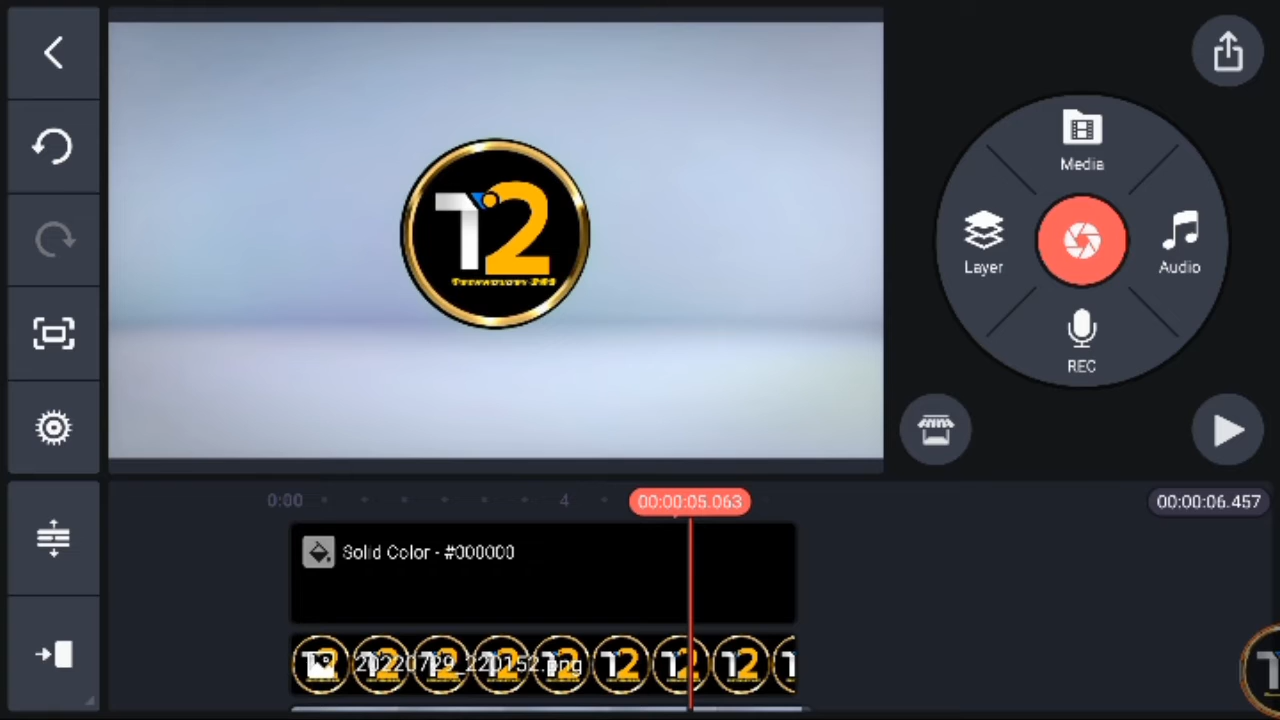 Media
Layer
Audio
REC
T2
0:00
4
00:00:05.063
00:00:06.457
Solid Color - #000000
20220729_220152.png